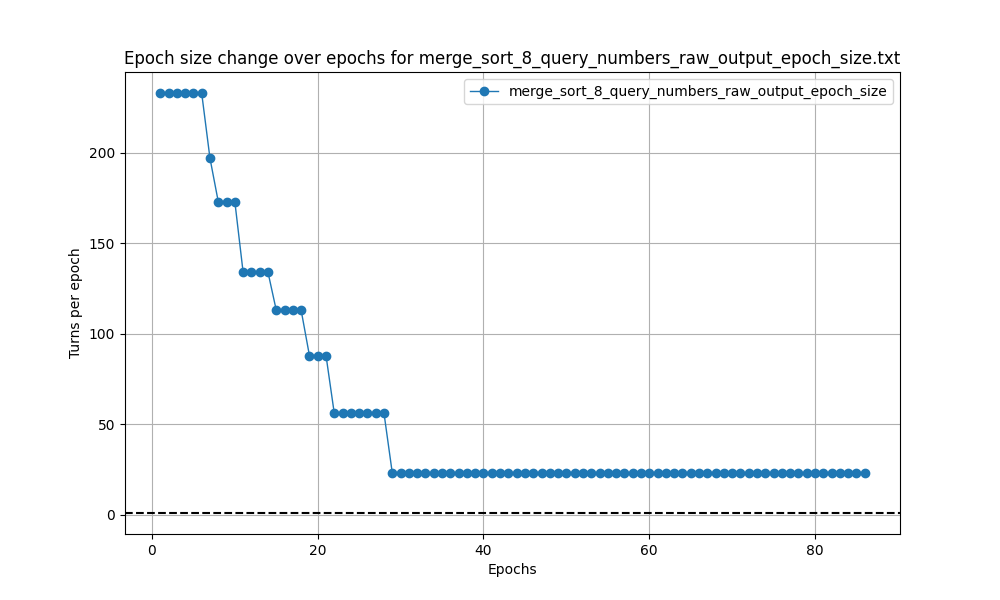 Epoch size change over epochs for merge_sort_8_query_numbers_raw_output_epoch_size.txt
merge_sort_8_query_numbers_raw_output_epoch_size
Turns per epoch
200
150
100
50
0
0 20 40 60 80
Epochs